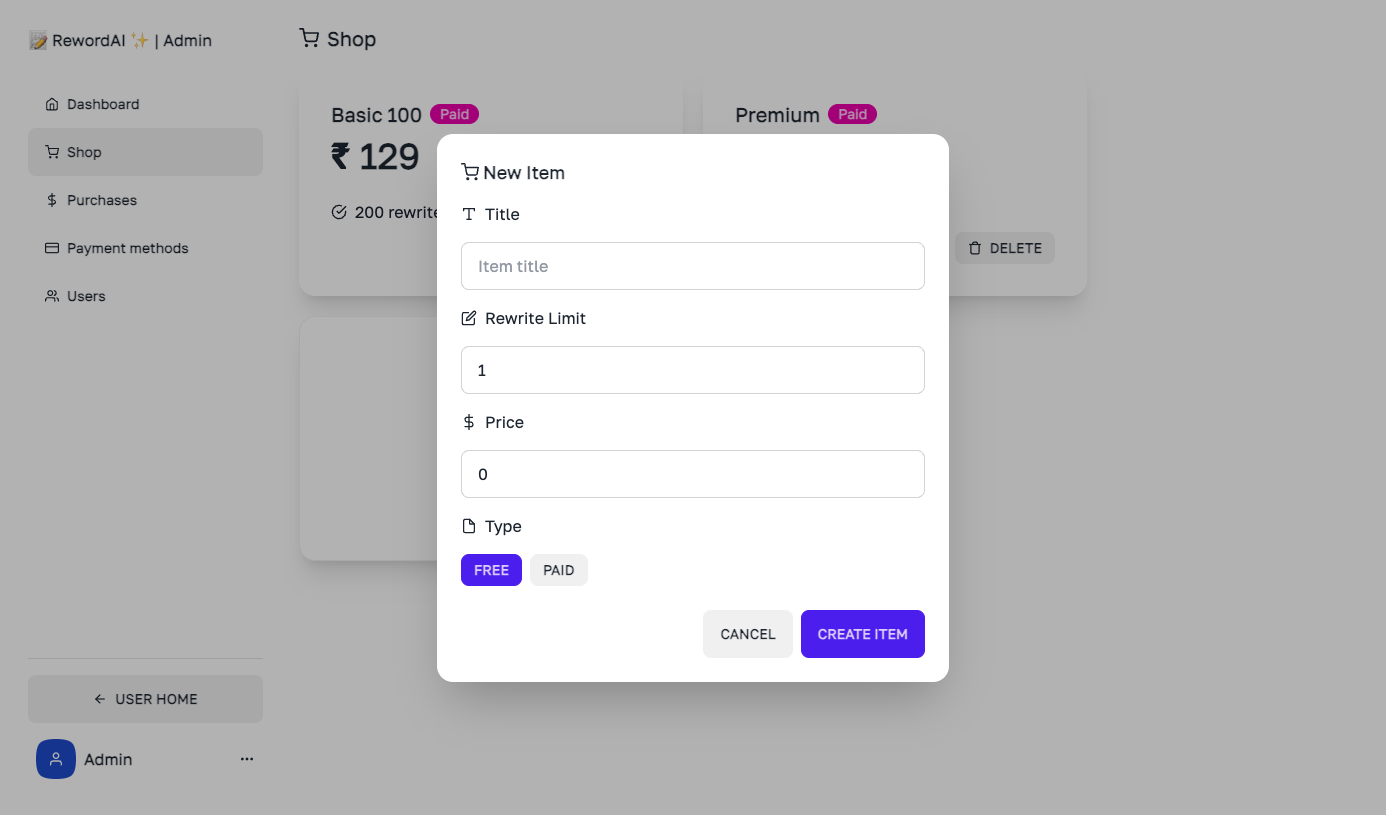 📝 RewordAI ✨ | Admin
Dashboard
Shop
Purchases
Payment methods
Users
USER HOME
Admin
Shop
Basic 100 Paid
₹ 129
200 rewrite
Premium Paid
DELETE
New Item
Title
Item title
Rewrite Limit
1
Price
0
Type
FREE PAID
CANCEL CREATE ITEM